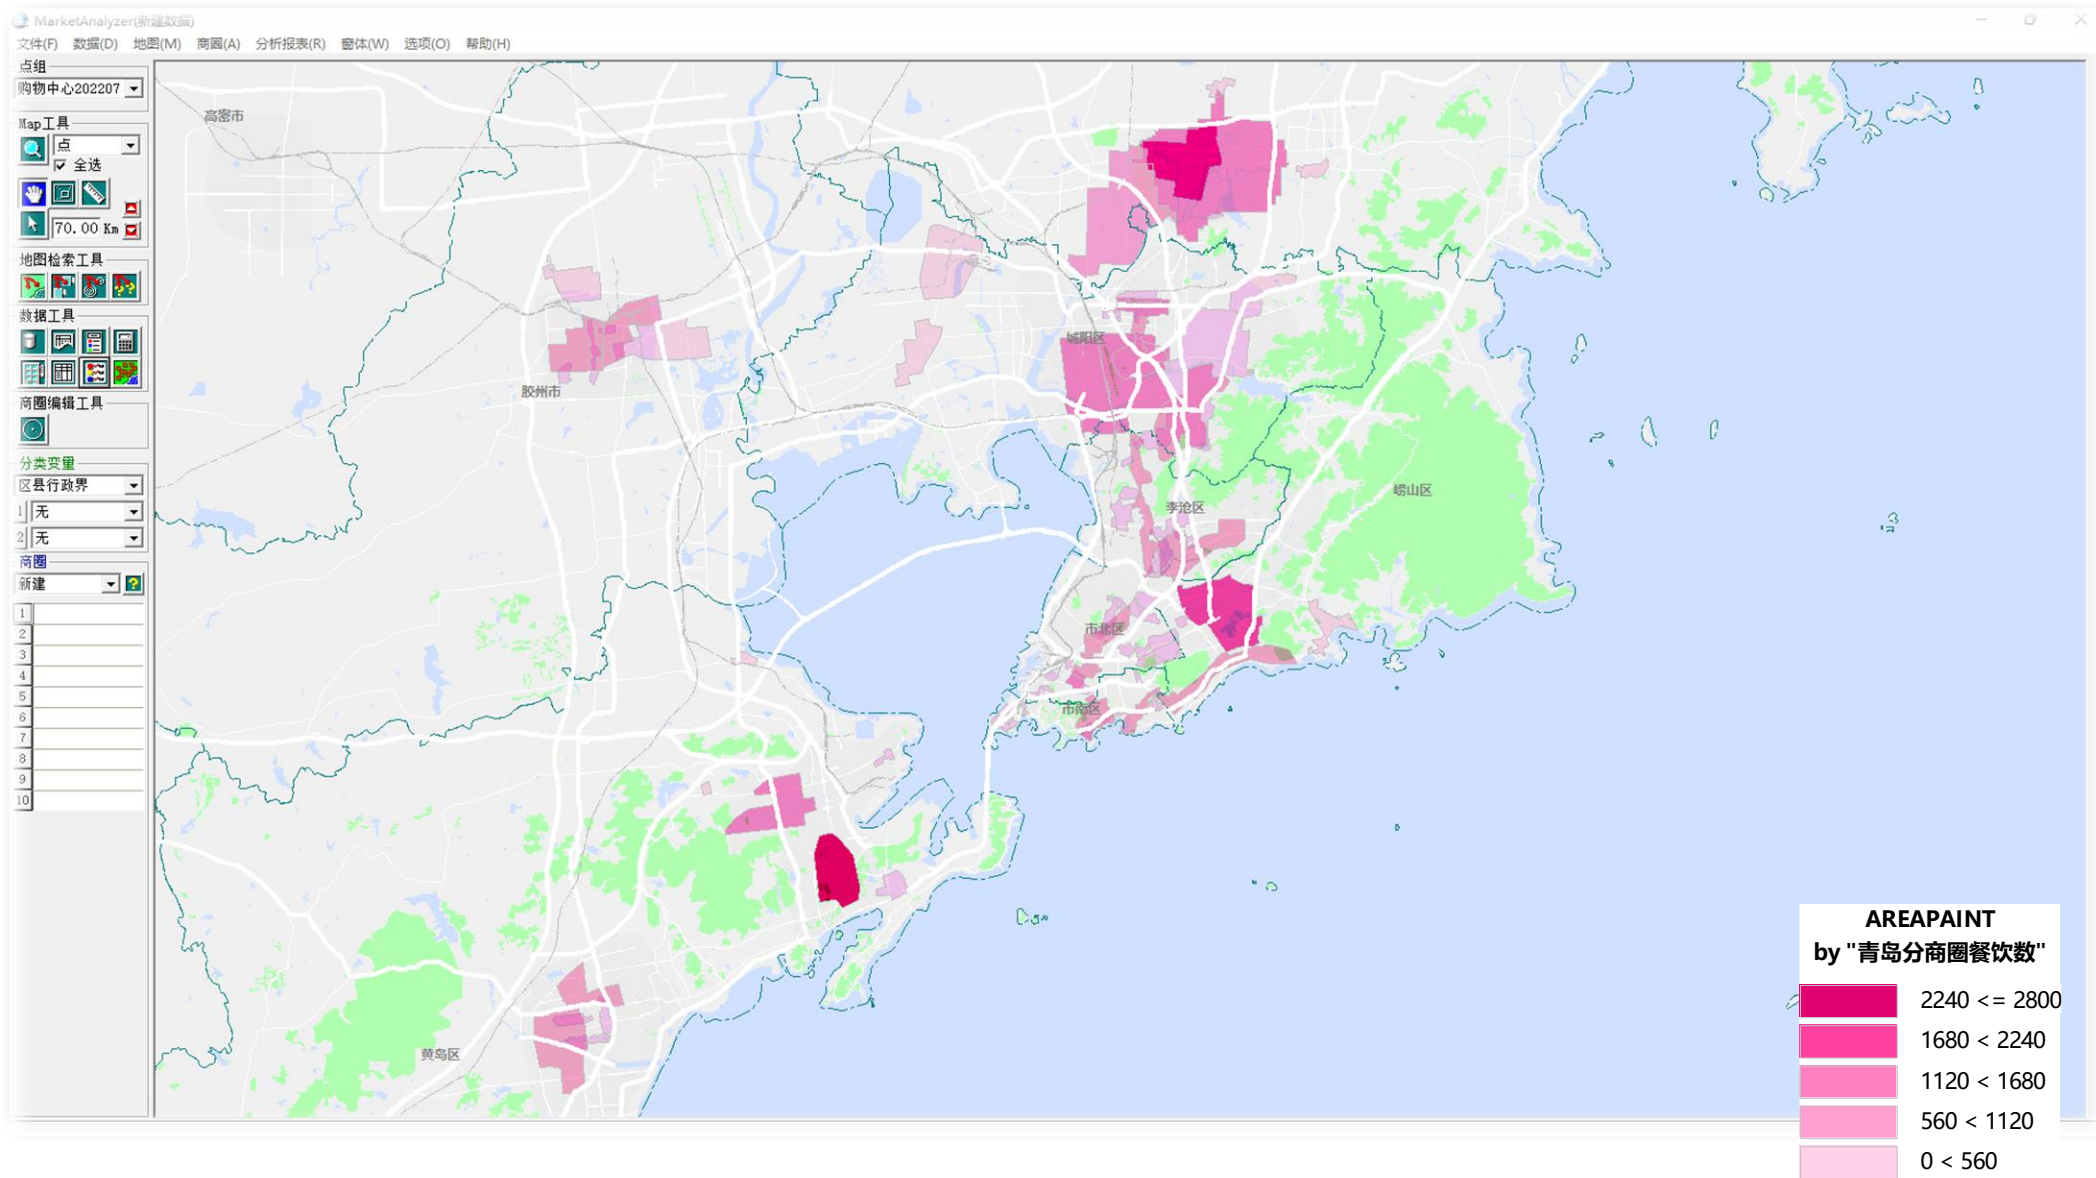 MarketAnalyzer(新建数据)
文件(F) 数据(D) 地图(M) 商圈(A) 分析报表(R) 窗体(W) 选项(O) 帮助(H)
点组
购物中心202207
Map工具
点
全选
70.00 Km
地图检索工具
数据工具
商圈编辑工具
分类变量
区县行政界
1 无
2 无
商圈
新建
1
2
3
4
5
6
7
8
9
10
高密市
城阳区
胶州市
崂山区
李沧区
市北区
市南区
黄岛区
AREAPAINT
by "青岛分商圈餐饮数"
2240 <= 2800
1680 < 2240
1120 < 1680
560 < 1120
0 < 560